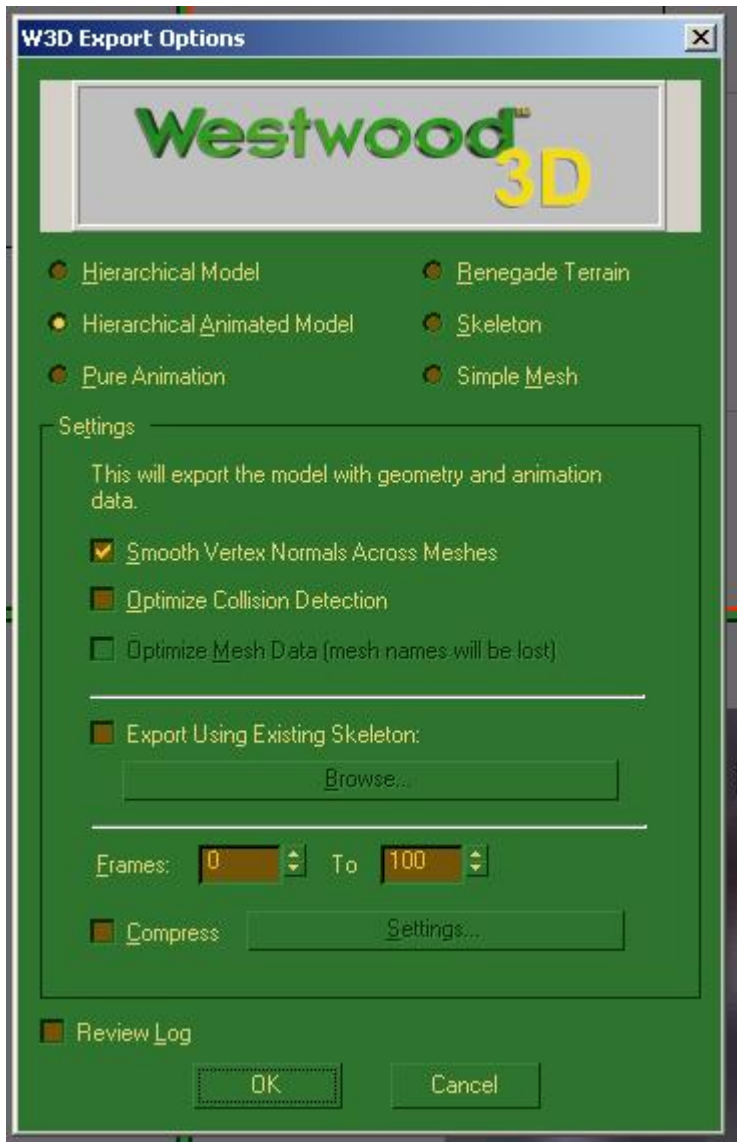 W3D Export Options
Westwood™
3D
Hierarchical Model
Renegade Terrain
Hierarchical Animated Model
Skeleton
Pure Animation
Simple Mesh
Settings
This will export the model with geometry and animation
data.
Smooth Vertex Normals Across Meshes
Optimize Collision Detection
Optimize Mesh Data (mesh names will be lost)
Export Using Existing Skeleton:
Browse...
Frames: 0 To 100
Compress Settings...
Review Log
OK Cancel